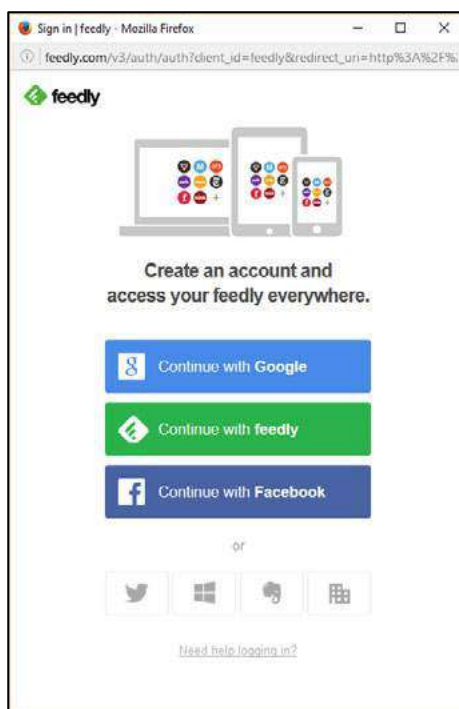 Sign in | feedly - Mozilla Firefox
feedly.com/v3/auth/auth?client_id=feedly&redirect_uri=http%3A%2F%
feedly
Create an account and
access your feedly everywhere.
Continue with Google
Continue with feedly
Continue with Facebook
or
Need help logging in?